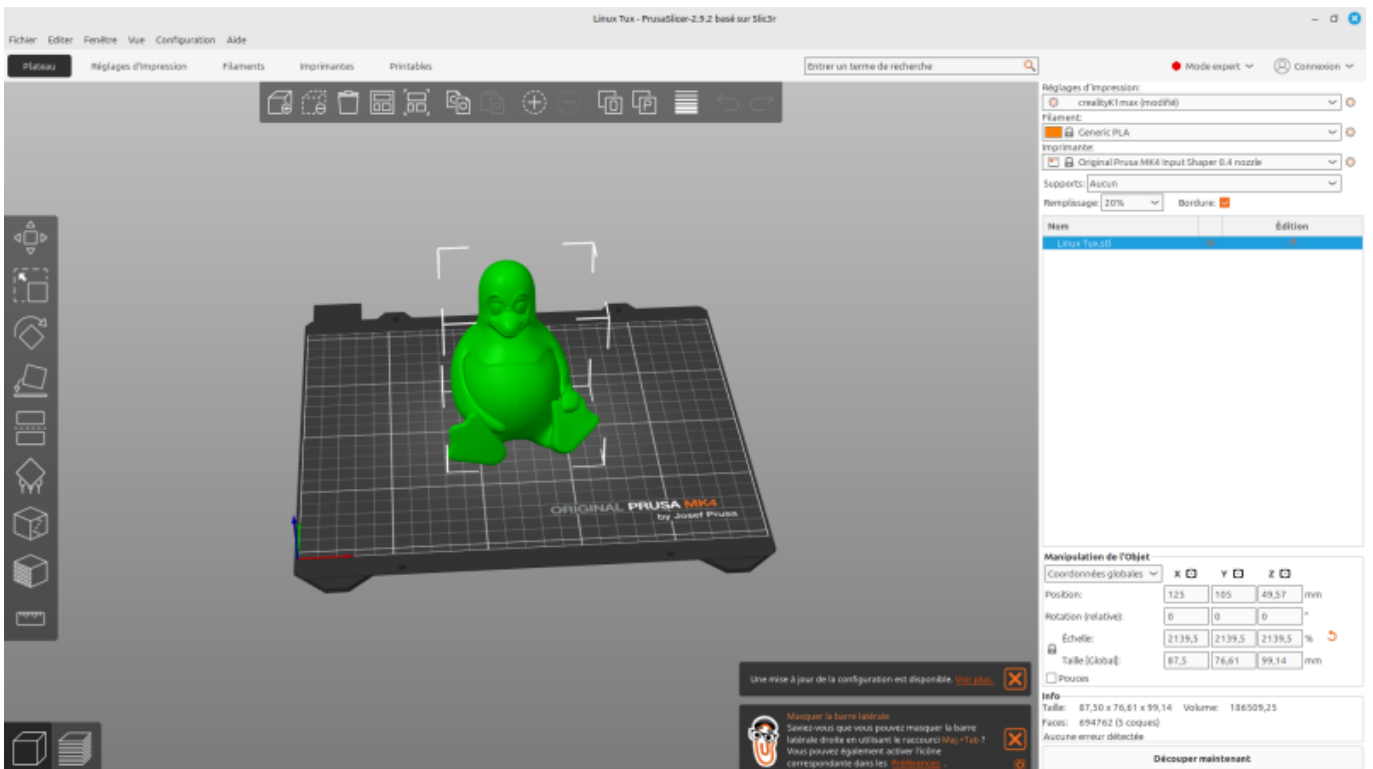 Linux Tux - PrusaSlicer-2.9.2 basé sur Slic3r
Fichier Editer Fenêtre Vue Configuration Aide
Plateau Réglages d'Impression Filaments Imprimantes Printables
Entrer un terme de recherche
Mode expert
Connexion
Réglages d'Impression:
crealityK1max (modifié)
Filament:
Generic PLA
Imprimante:
Original Prusa MK4 Input Shaper 0.4 nozzle
Supports: Aucun
Remplissage: 20% Bordure:
Nom Édition
Linux Tux.stl
ORIGINAL PRUSA MK4
by Josef Prusa
Manipulation de l'Objet
Coordonnées globales X Y Z
Position: 125 105 49,57 mm
Rotation (relative): 0 0 0 °
Échelle: 2139,5 2139,5 2139,5 %
Taille [Global]: 87,5 76,61 99,14 mm
Pouces
Info
Taille: 87,50 x 76,61 x 99,14 Volume: 106509,25
Faces: 694762 (5 coques)
Aucune erreur détectée
Découper maintenant
Une mise à jour de la configuration est disponible. Voir plus.
Masquer la barre latérale
Saviez-vous que vous pouvez masquer la barre
latérale droite en utilisant le raccourci Maj.+Tab ?
Vous pouvez également activer l'icône
correspondante dans les Préférences .